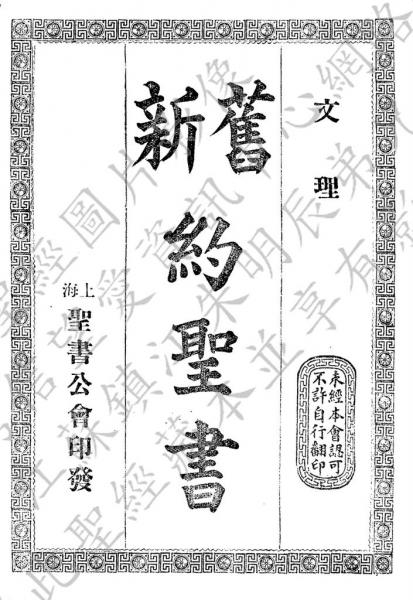 文理
未經本會認可
不許自行翻印
舊新約聖書
上海
聖書公會印發